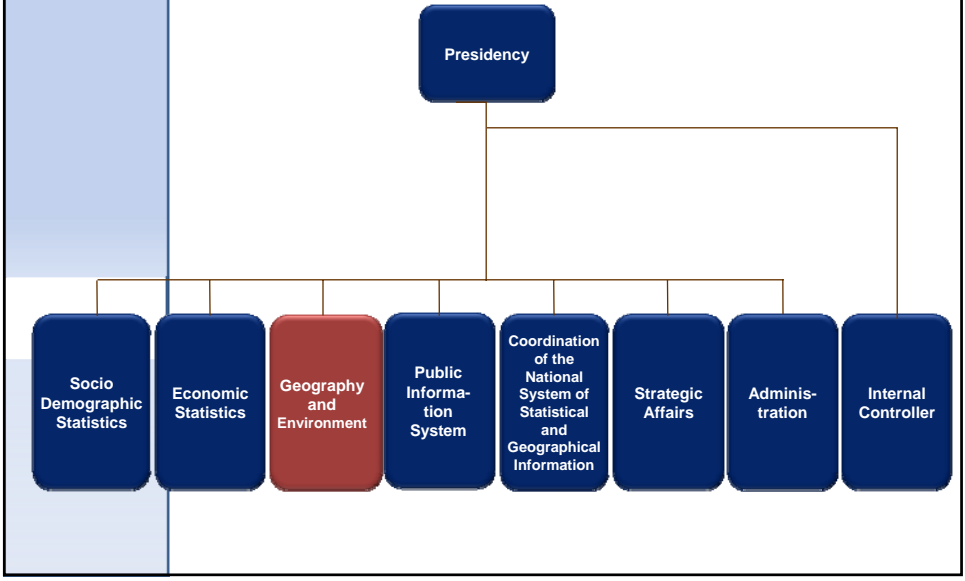 Presidency
Socio
Demographic
Statistics
Economic
Statistics
Geography
and
Environment
Public
Informa-
tion
System
Coordination
of the
National
System of
Statistical
and
Geographical
Information
Strategic
Affairs
Adminis-
tration
Internal
Controller